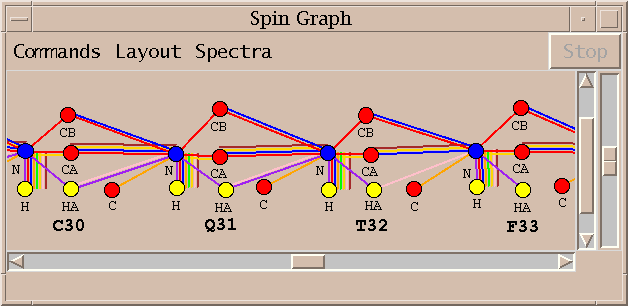 Spin Graph
Commands Layout Spectra Stop
CB CB CB CB
N CA N CA N CA N CA
H HA C H HA C H HA C H HA C
C30 Q31 T32 F33